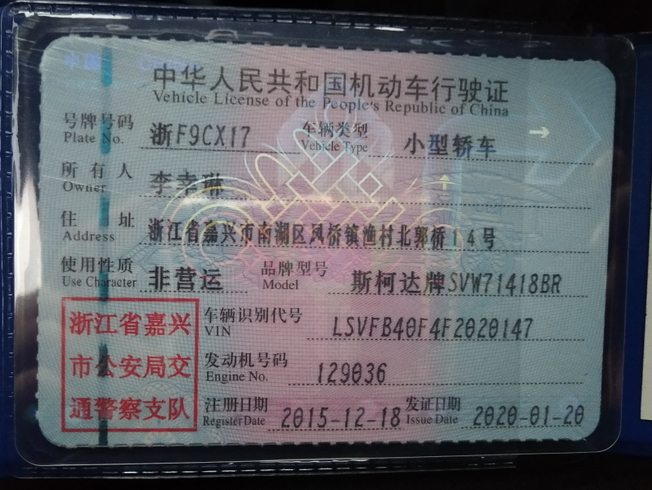 中华人民共和国机动车行驶证
Vehicle License of the People's Republic of China
号牌号码 浙F9CX17 车辆类型 小型轿车
Plate No. Vehicle Type
所有人 李幸琳
Owner
住址 浙江省嘉兴市南湖区凤桥镇渔村北郭桥14号
Address
使用性质 非营运 品牌型号 斯柯达牌SVW71418BR
Use Character Model
浙江省嘉兴
市公安局交
通警察支队
车辆识别代号 LSVFB40F4F2020147
VIN
发动机号码 129036
Engine No.
注册日期 2015-12-18 发证日期 2020-01-20
Register Date Issue Date